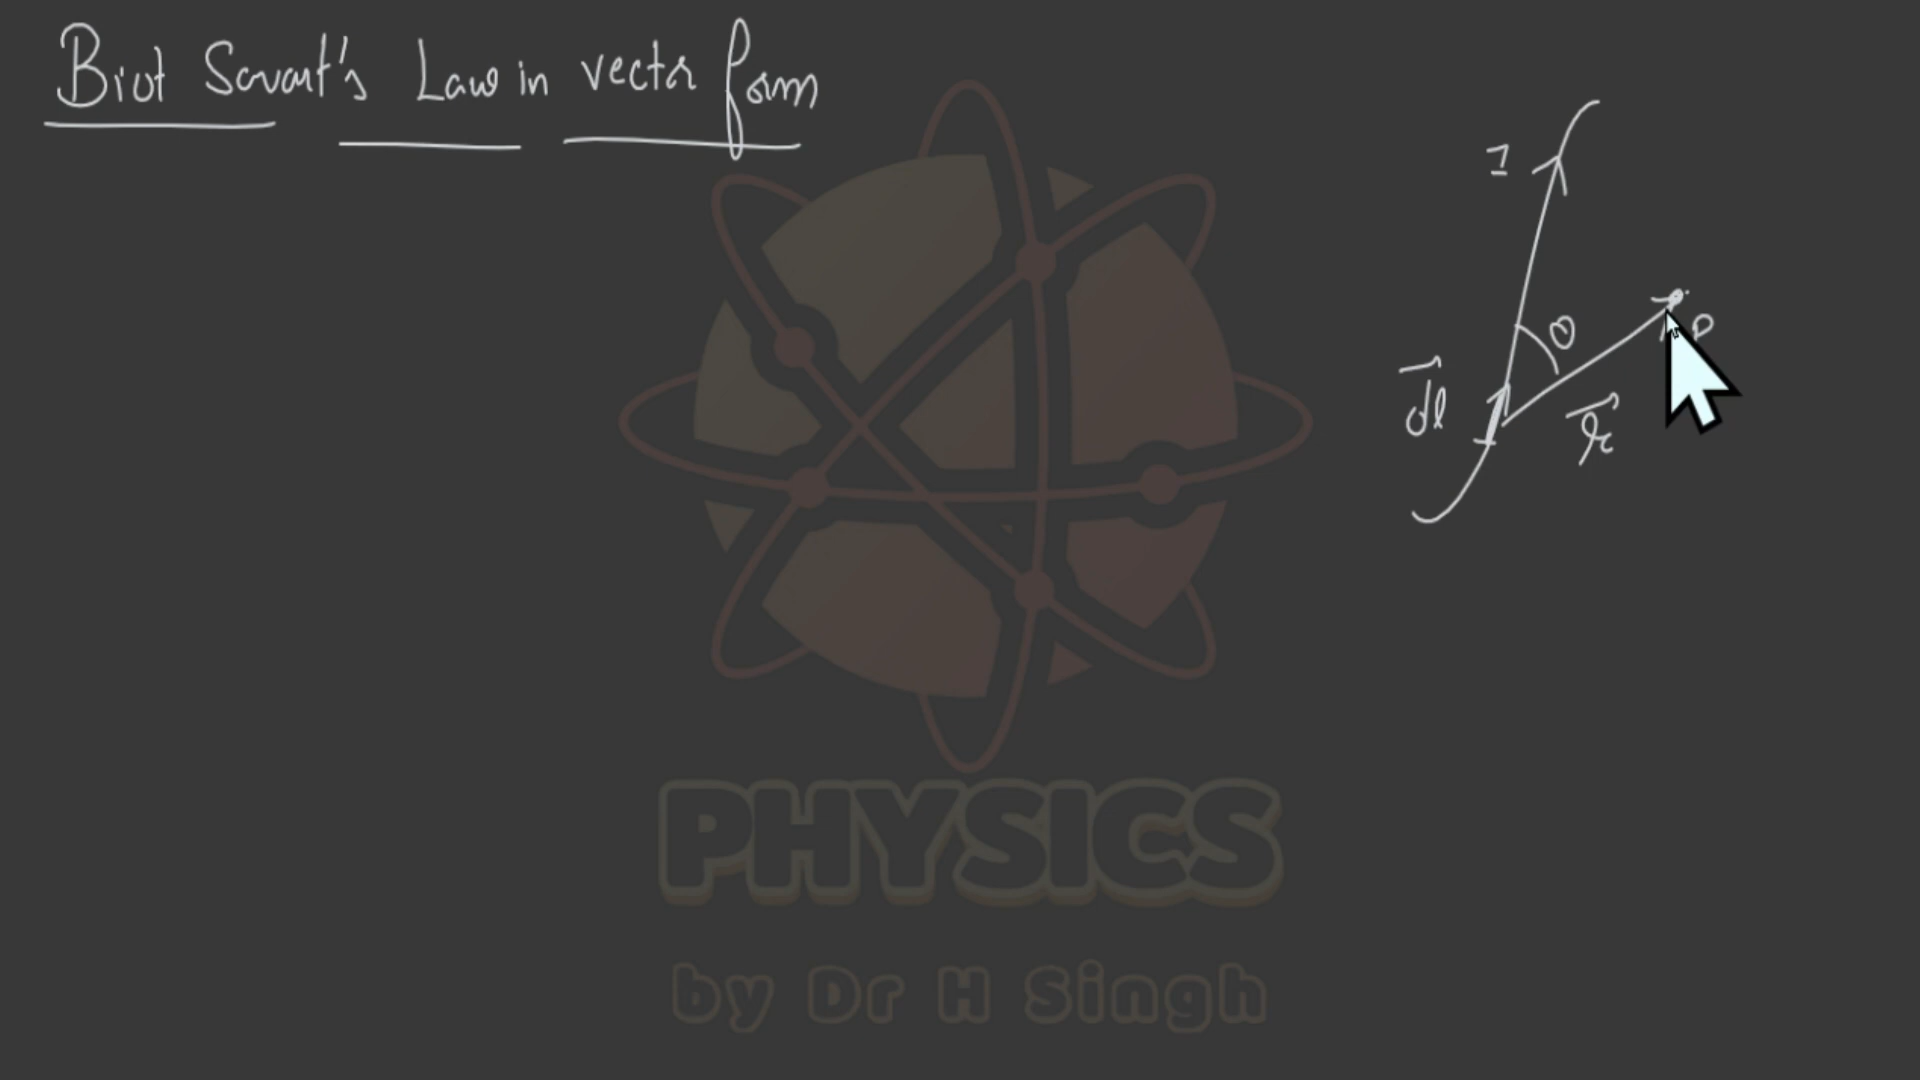 Biot Savart's Law in vector form
I
θ
P
dl
r
PHYSICS
by Dr H Singh